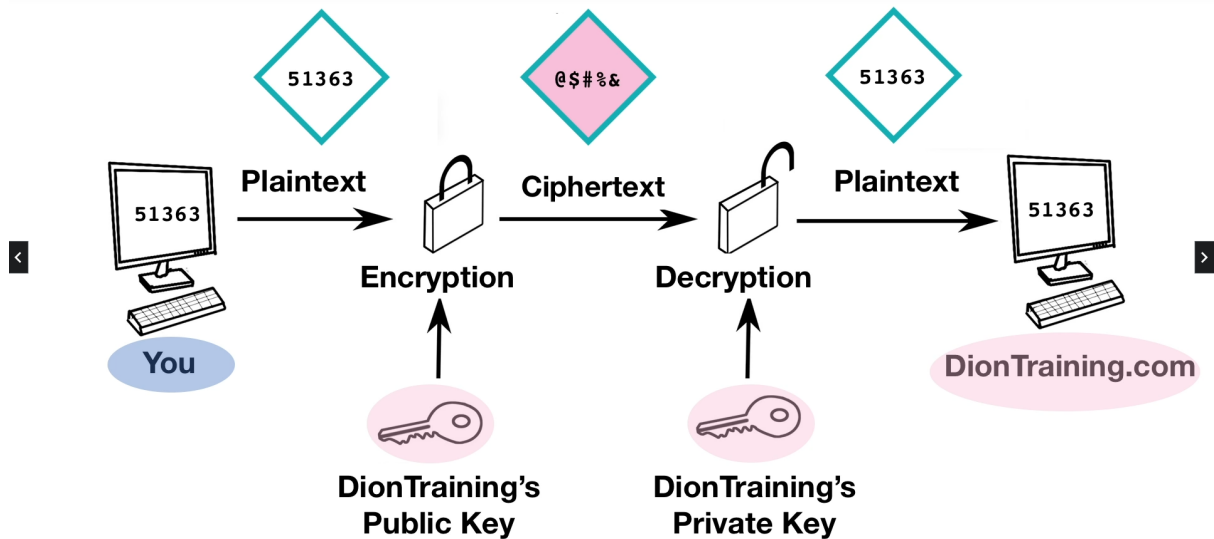 51363
@$#%&
51363
Plaintext
Ciphertext
Plaintext
51363
51363
Encryption
Decryption
You
DionTraining.com
DionTraining's
Public Key
DionTraining's
Private Key